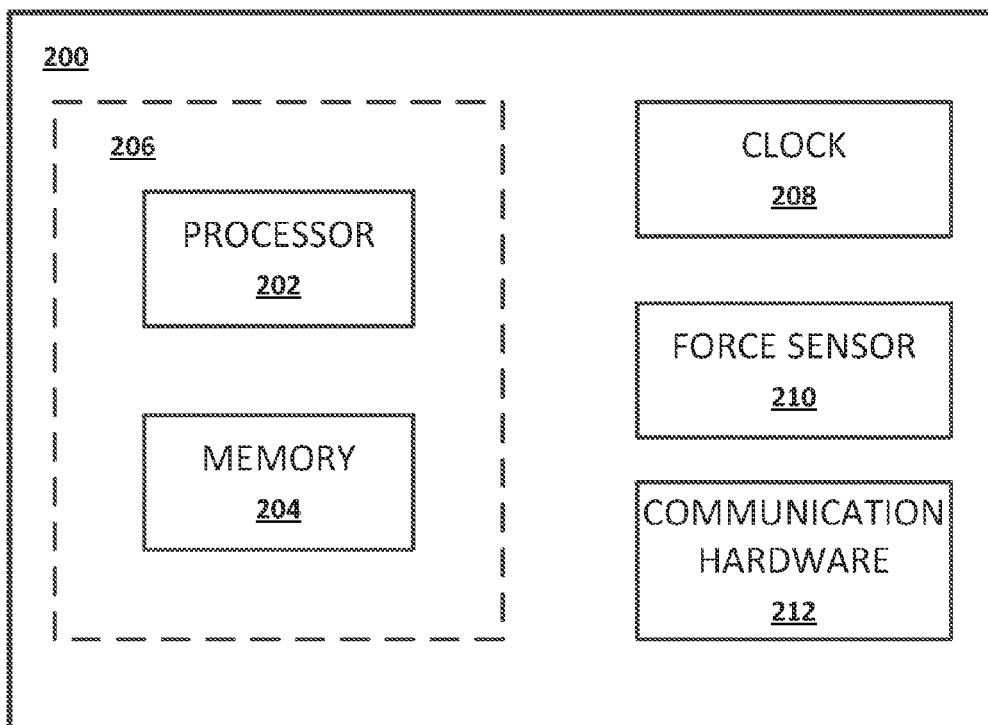 200
206
PROCESSOR
202
MEMORY
204
CLOCK
208
FORCE SENSOR
210
COMMUNICATION
HARDWARE
212